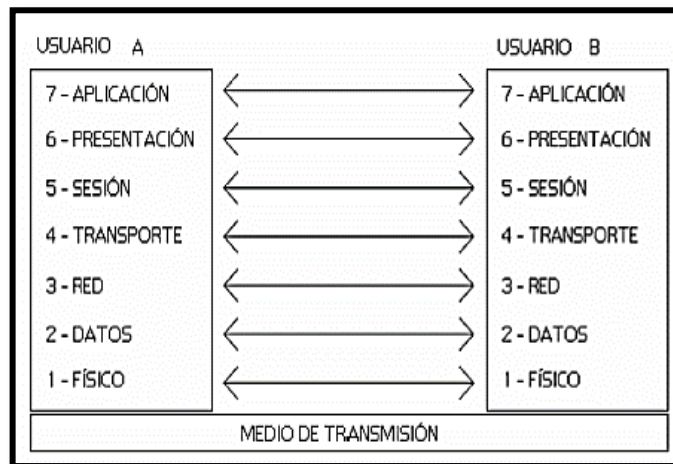 USUARIO A
USUARIO B
7 - APLICACIÓN
7 - APLICACIÓN
6 - PRESENTACIÓN
6 - PRESENTACIÓN
5 - SESIÓN
5 - SESIÓN
4 - TRANSPORTE
4 - TRANSPORTE
3 - RED
3 - RED
2 - DATOS
2 - DATOS
1 - FÍSICO
1 - FÍSICO
MEDIO DE TRANSMISIÓN